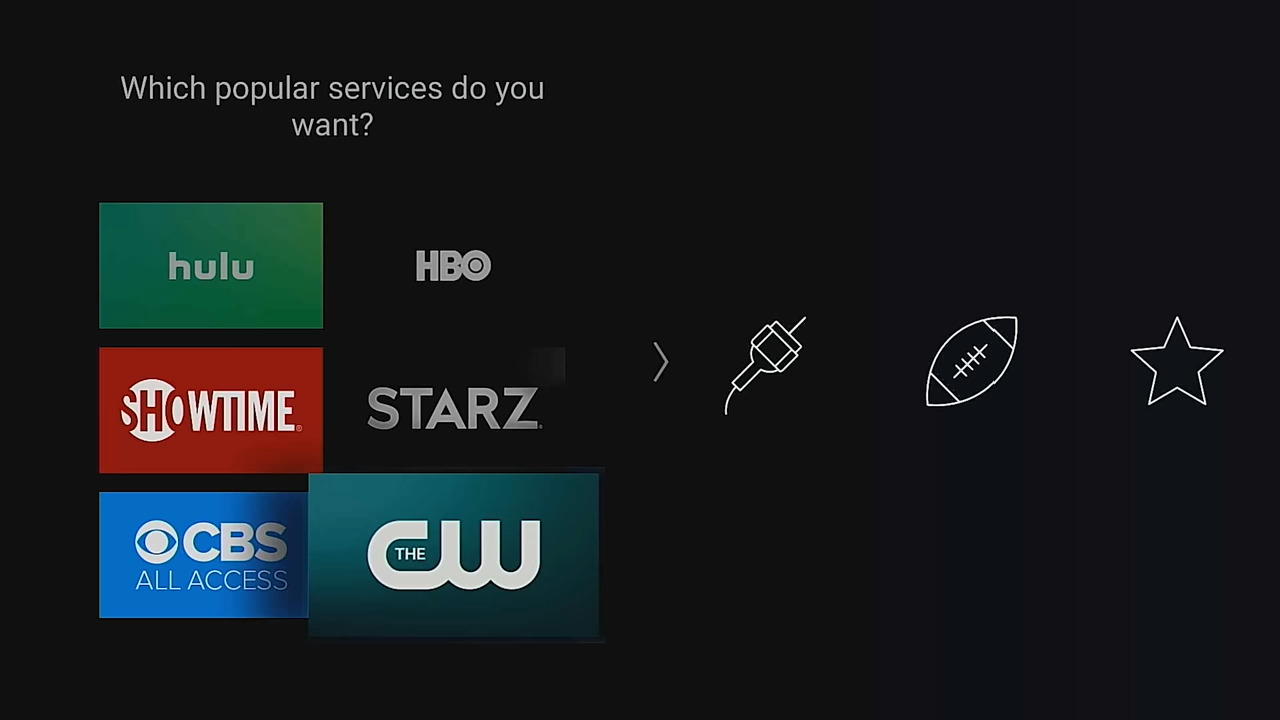 Which popular services do you
want?
hulu
HBO
SHOWTIME®
STARZ
CBS
ALL ACCESS
THE CW